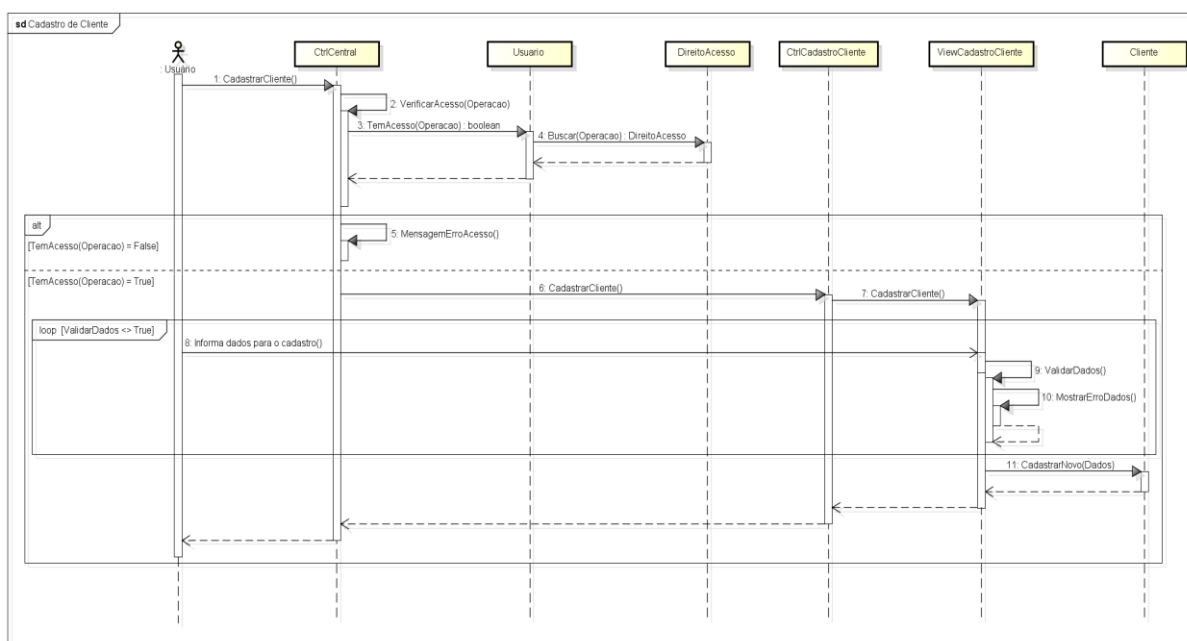 sd Cadastro de Cliente
: Usuário
CtrlCentral
Usuario
DireitoAcesso
CtrlCadastroCliente
ViewCadastroCliente
Cliente
1: CadastrarCliente()
2: VerificarAcesso(Operacao)
3: TemAcesso(Operacao) : boolean
4: Buscar(Operacao) : DireitoAcesso
alt
[TemAcesso(Operacao) = False]
5: MensagemErroAcesso()
[TemAcesso(Operacao) = True]
6: CadastrarCliente()
7: CadastrarCliente()
loop [ValidarDados <> True]
8: Informa dados para o cadastro()
9: ValidarDados()
10: MostrarErroDados()
11: CadastrarNovo(Dados)